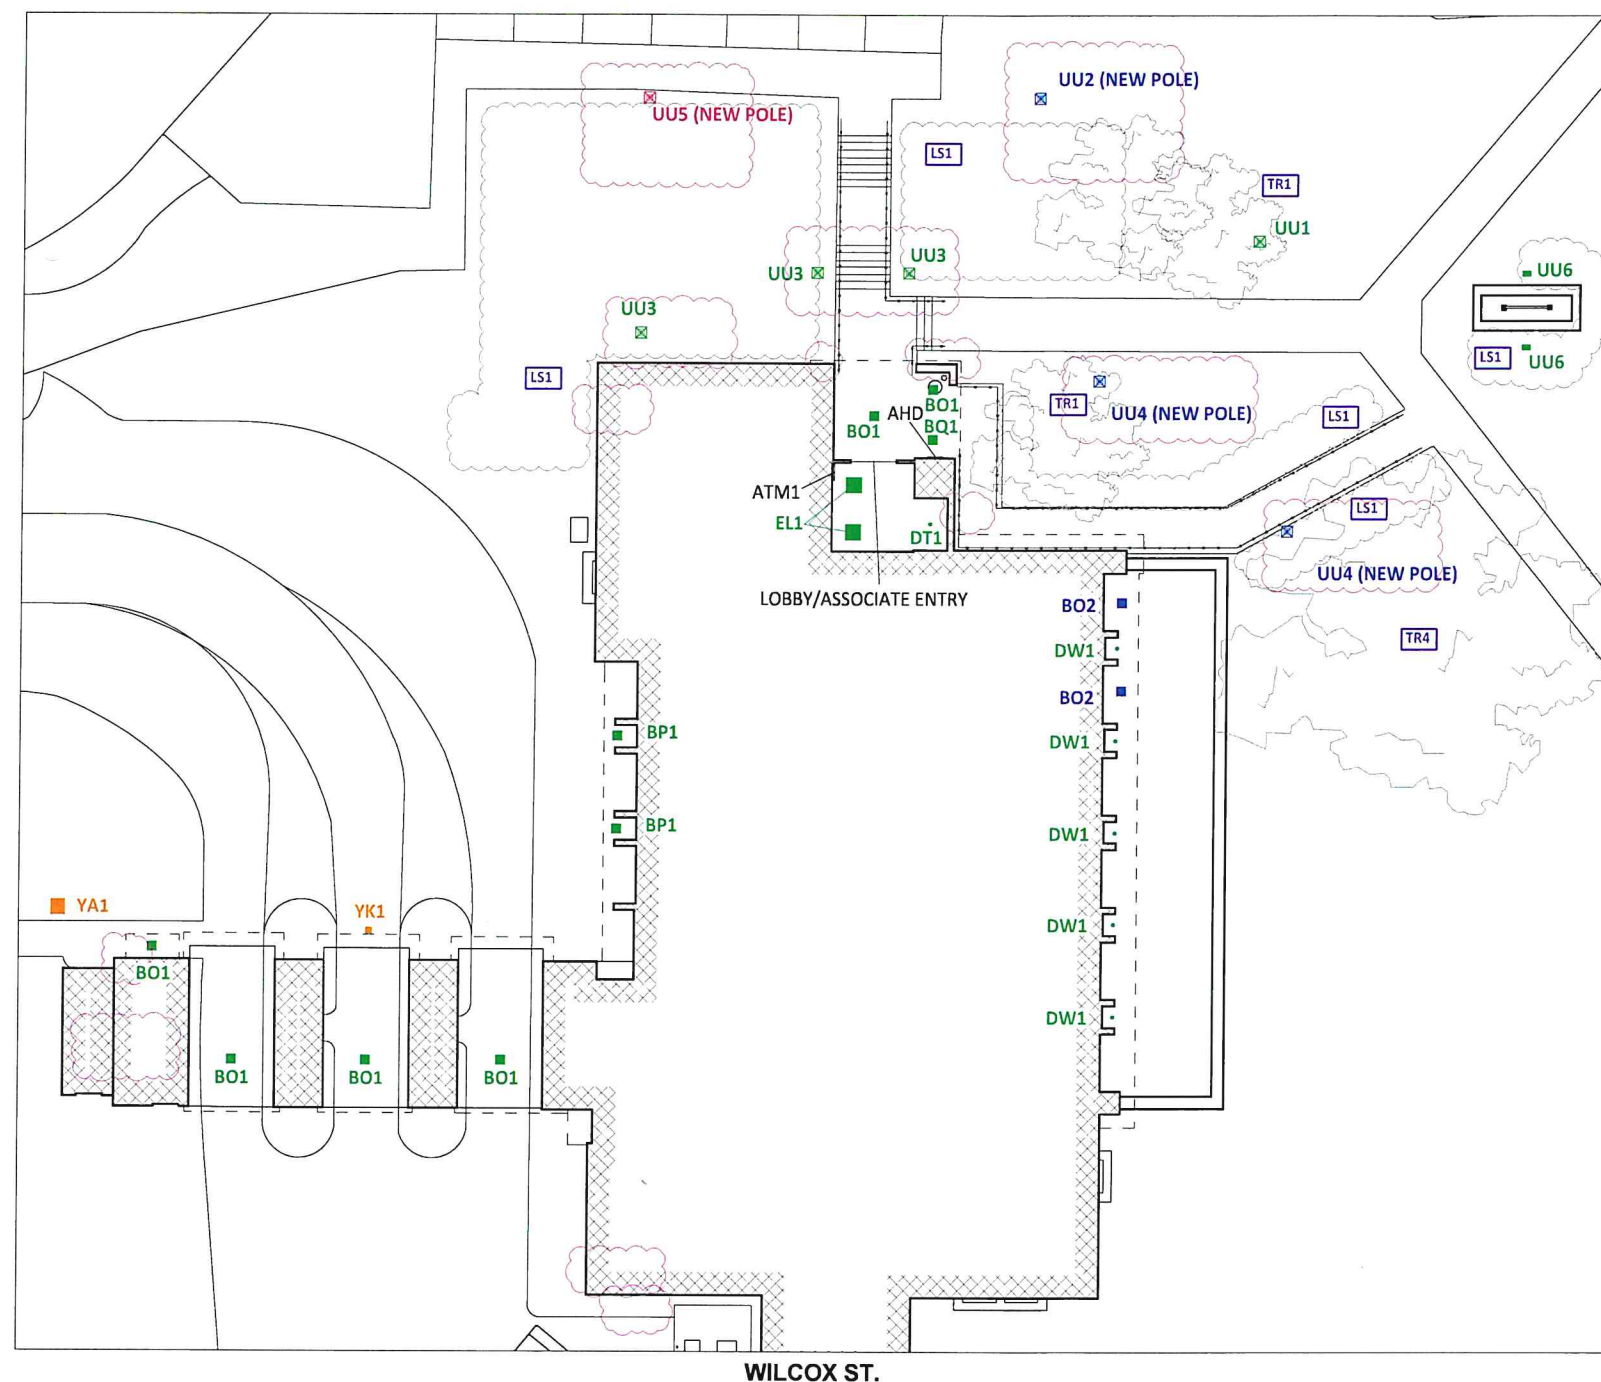 UU2 (NEW POLE)
UU5 (NEW POLE)
LS1
TR1
UU1
UU3
UU3
UU6
UU3
LS1
UU6
LS1
TR1
BO1
UU4 (NEW POLE)
LS1
AHD
BO1
BQ1
ATM1
LS1
EL1
DT1
UU4 (NEW POLE)
LOBBY/ASSOCIATE ENTRY
BO2
TR4
DW1
BO2
BP1
DW1
BP1
DW1
YA1
YK1
DW1
BO1
DW1
BO1
BO1
BO1
WILCOX ST.